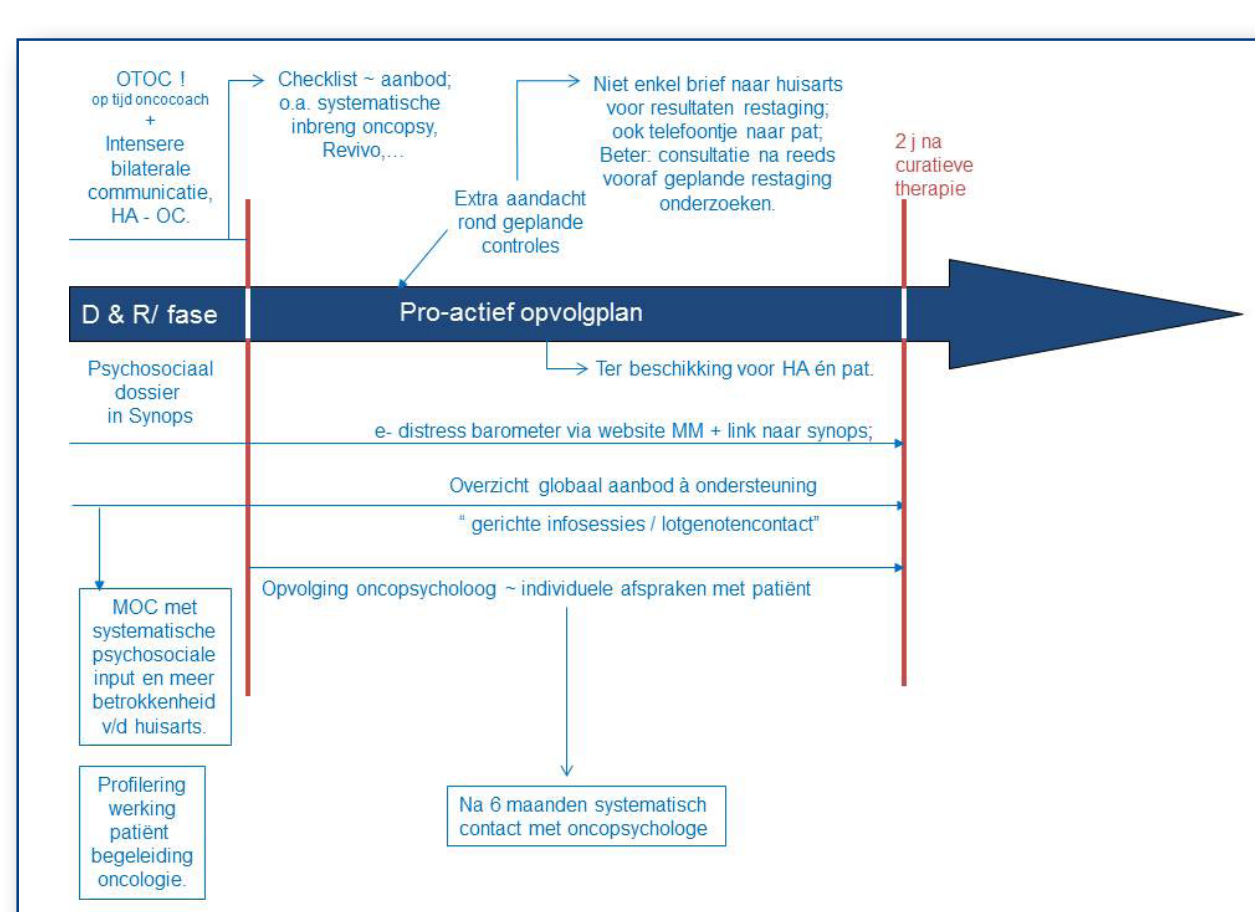 OTOC !
op tijd oncocoach
+
Intensere
bilaterale
communicatie,
HA - OC.
Checklist ~ aanbod;
o.a. systematische
inbreng oncopsy,
Revivo,…
Extra aandacht
rond geplande
controles
Niet enkel brief naar huisarts
voor resultaten restaging;
ook telefoontje naar pat;
Beter: consultatie na reeds
vooraf geplande restaging
onderzoeken.
2 j na
curatieve
therapie
D & R/ fase
Pro-actief opvolgplan
Ter beschikking voor HA én pat.
Psychosociaal
dossier
in Synops
e- distress barometer via website MM + link naar synops;
Overzicht globaal aanbod à ondersteuning
“ gerichte infosessies / lotgenotencontact”
Opvolging oncopsycholoog ~ individuele afspraken met patiënt
MOC met
systematische
psychosociale
input en meer
betrokkenheid
v/d huisarts.
Profilering
werking
patiënt
begeleiding
oncologie.
Na 6 maanden systematisch
contact met oncopsychologe